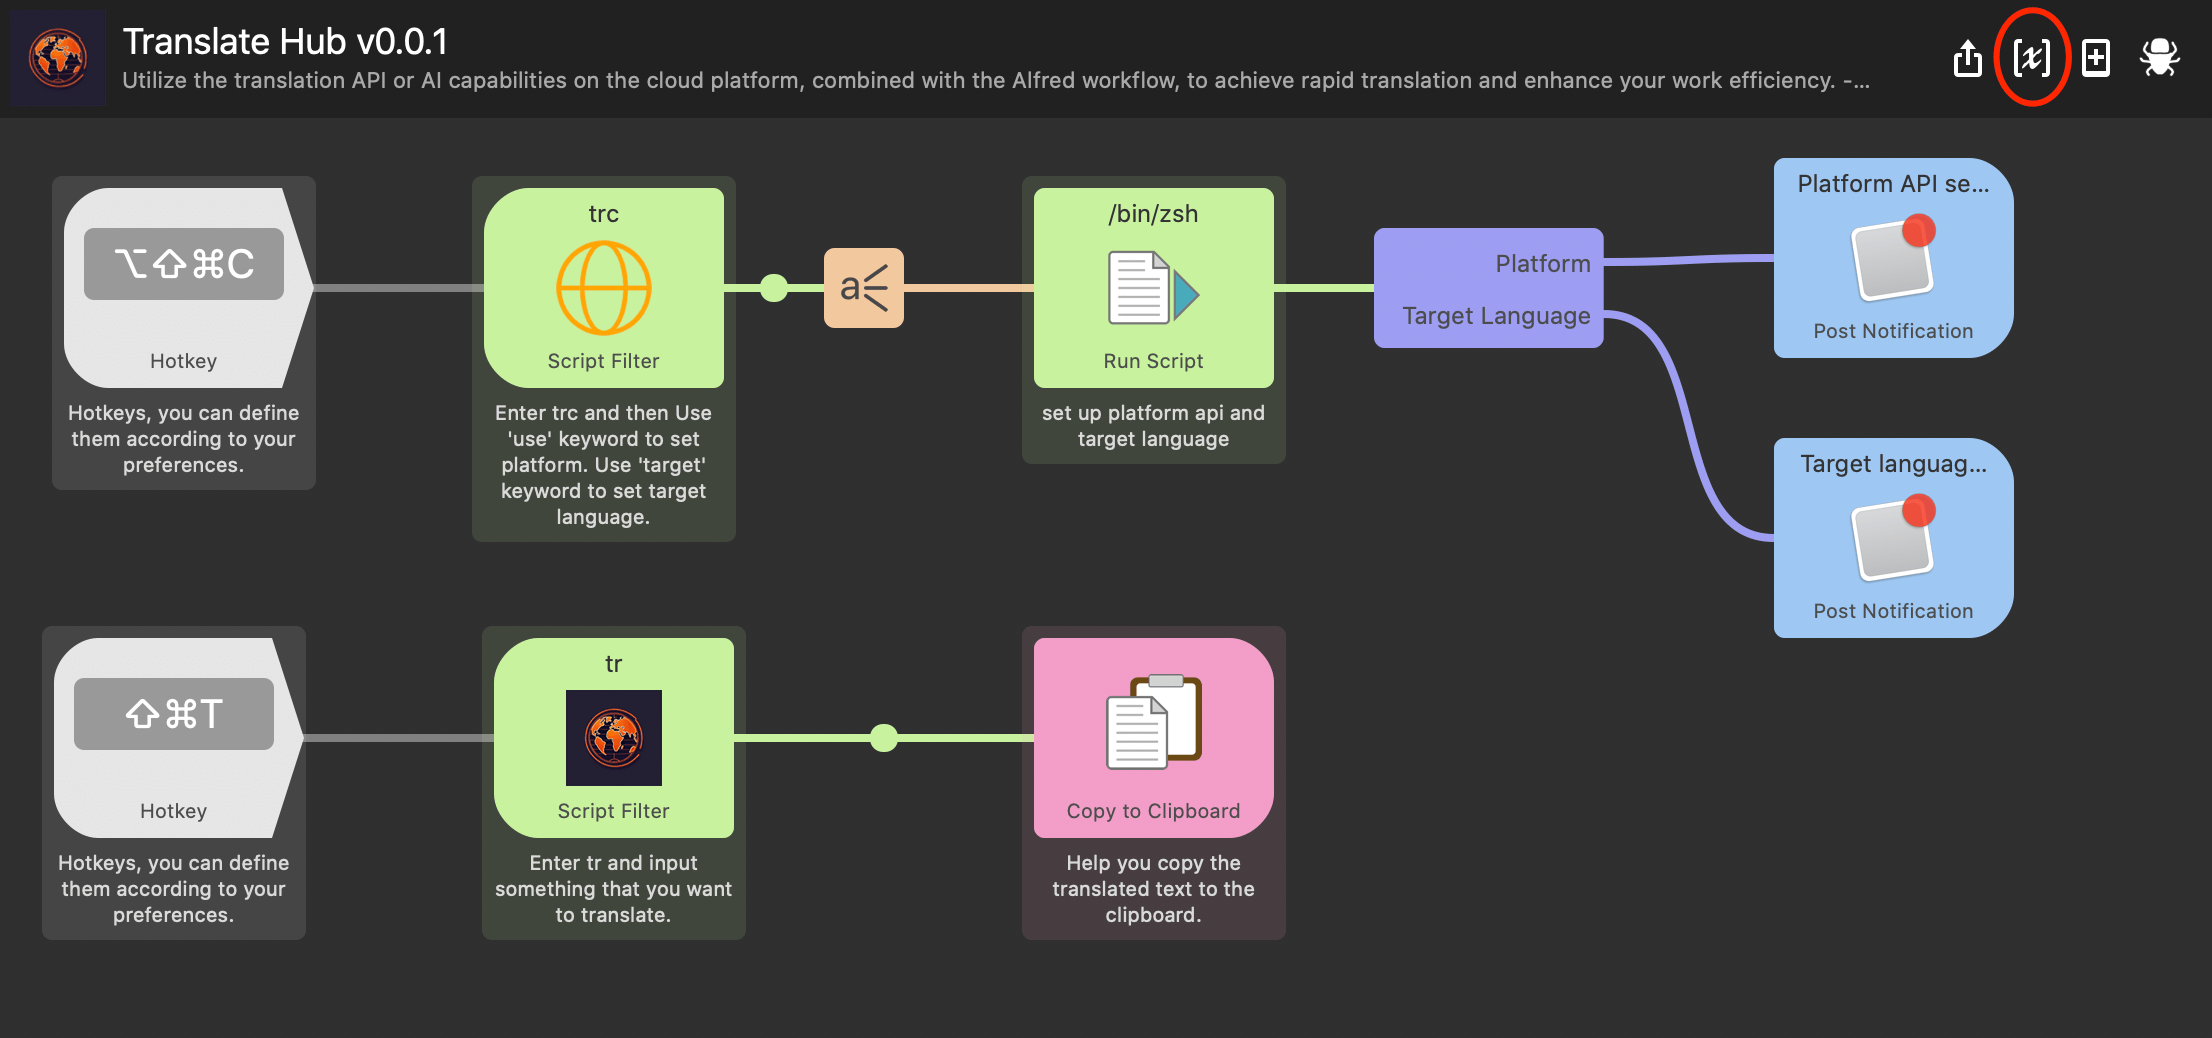 Translate Hub v0.0.1
Utilize the translation API or AI capabilities on the cloud platform, combined with the Alfred workflow, to achieve rapid translation and enhance your work efficiency. -...
[x]
⌥⇧⌘C
Hotkey
Hotkeys, you can define
them according to your
preferences.
trc
Script Filter
Enter trc and then Use
'use' keyword to set
platform. Use 'target'
keyword to set target
language.
a
/bin/zsh
Run Script
set up platform api and
target language
Platform
Target Language
Platform API se...
Post Notification
Target languag...
Post Notification
⇧⌘T
Hotkey
Hotkeys, you can define
them according to your
preferences.
tr
Script Filter
Enter tr and input
something that you want
to translate.
Copy to Clipboard
Help you copy the
translated text to the
clipboard.